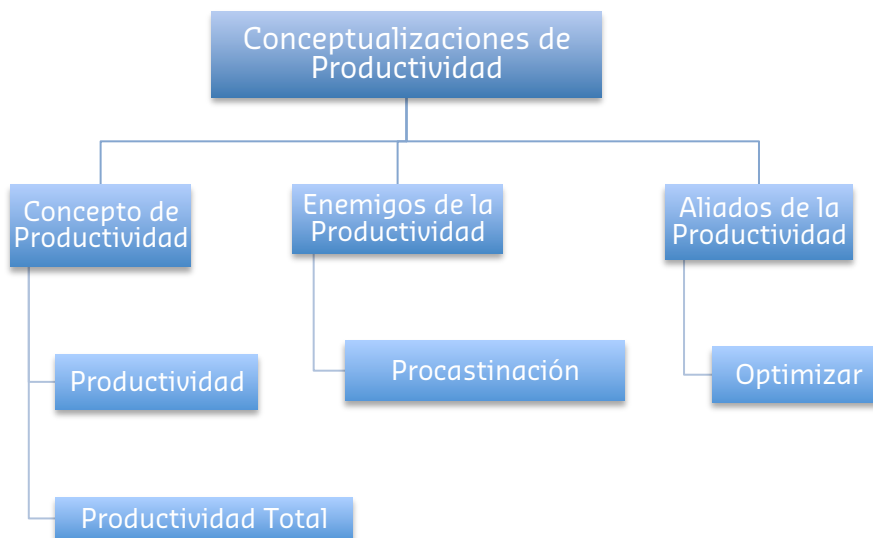 Conceptualizaciones de
Productividad
Concepto de
Productividad
Enemigos de la
Productividad
Aliados de la
Productividad
Productividad
Procastinación
Optimizar
Productividad Total